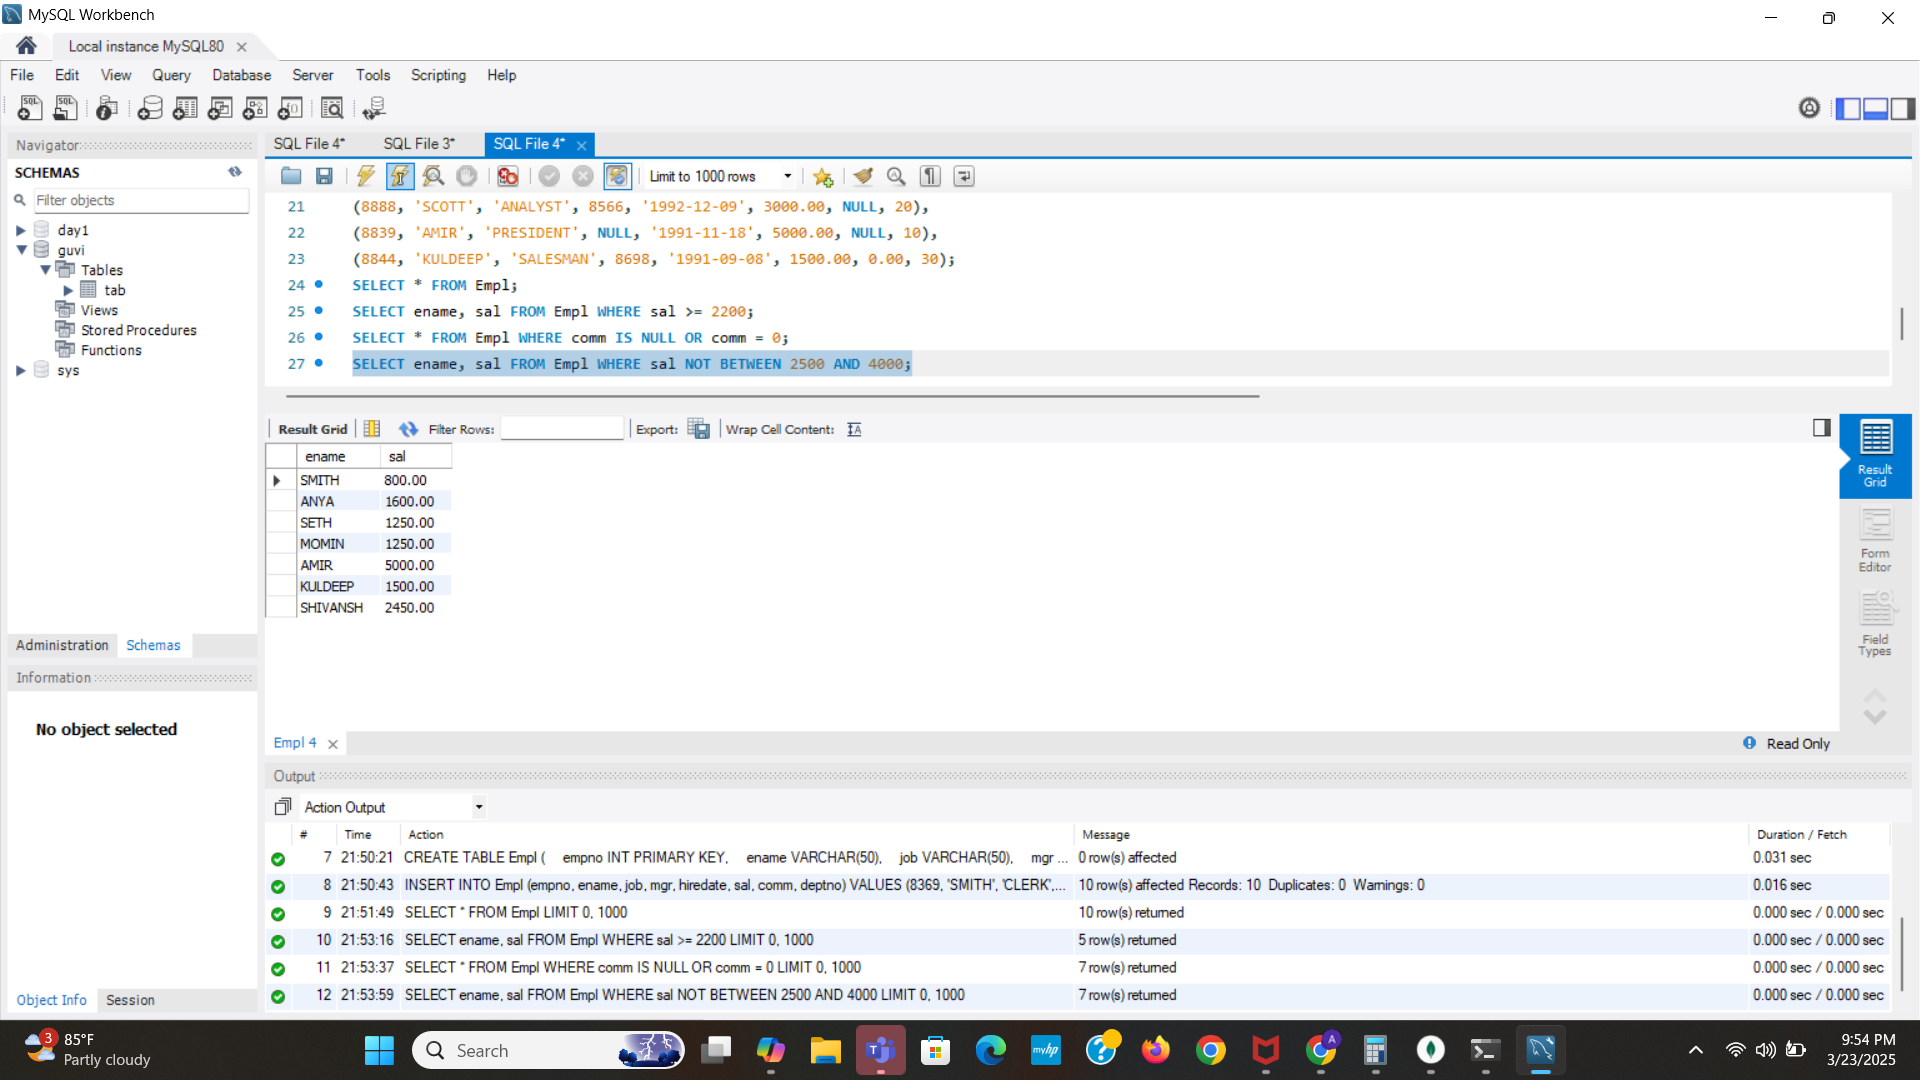 MySQL Workbench
Local instance MySQL80
File Edit View Query Database Server Tools Scripting Help
Navigator
SCHEMAS
Filter objects
day1
guvi
Tables
tab
Views
Stored Procedures
Functions
sys
Administration Schemas
Information
No object selected
Object Info Session
SQL File 4* SQL File 3* SQL File 4*
Limit to 1000 rows
21 (8888, 'SCOTT', 'ANALYST', 8566, '1992-12-09', 3000.00, NULL, 20),
22 (8839, 'AMIR', 'PRESIDENT', NULL, '1991-11-18', 5000.00, NULL, 10),
23 (8844, 'KULDEEP', 'SALESMAN', 8698, '1991-09-08', 1500.00, 0.00, 30);
24 SELECT * FROM Empl;
25 SELECT ename, sal FROM Empl WHERE sal >= 2200;
26 SELECT * FROM Empl WHERE comm IS NULL OR comm = 0;
27 SELECT ename, sal FROM Empl WHERE sal NOT BETWEEN 2500 AND 4000;
Result Grid Filter Rows: Export: Wrap Cell Content:
ename sal
SMITH 800.00
ANYA 1600.00
SETH 1250.00
MOMIN 1250.00
AMIR 5000.00
KULDEEP 1500.00
SHIVANSH 2450.00
Result
Grid
Form
Editor
Field
Types
Empl 4
Read Only
Output
Action Output
# Time Action Message Duration / Fetch
7 21:50:21 CREATE TABLE Empl ( empno INT PRIMARY KEY, ename VARCHAR(50), job VARCHAR(50), mgr ... 0 row(s) affected 0.031 sec
8 21:50:43 INSERT INTO Empl (empno, ename, job, mgr, hiredate, sal, comm, deptno) VALUES (8369, 'SMITH', 'CLERK',... 10 row(s) affected Records: 10 Duplicates: 0 Warnings: 0 0.016 sec
9 21:51:49 SELECT * FROM Empl LIMIT 0, 1000 10 row(s) returned 0.000 sec / 0.000 sec
10 21:53:16 SELECT ename, sal FROM Empl WHERE sal >= 2200 LIMIT 0, 1000 5 row(s) returned 0.000 sec / 0.000 sec
11 21:53:37 SELECT * FROM Empl WHERE comm IS NULL OR comm = 0 LIMIT 0, 1000 7 row(s) returned 0.000 sec / 0.000 sec
12 21:53:59 SELECT ename, sal FROM Empl WHERE sal NOT BETWEEN 2500 AND 4000 LIMIT 0, 1000 7 row(s) returned 0.000 sec / 0.000 sec
3
85°F
Partly cloudy
Search
myhp
A
9:54 PM
3/23/2025